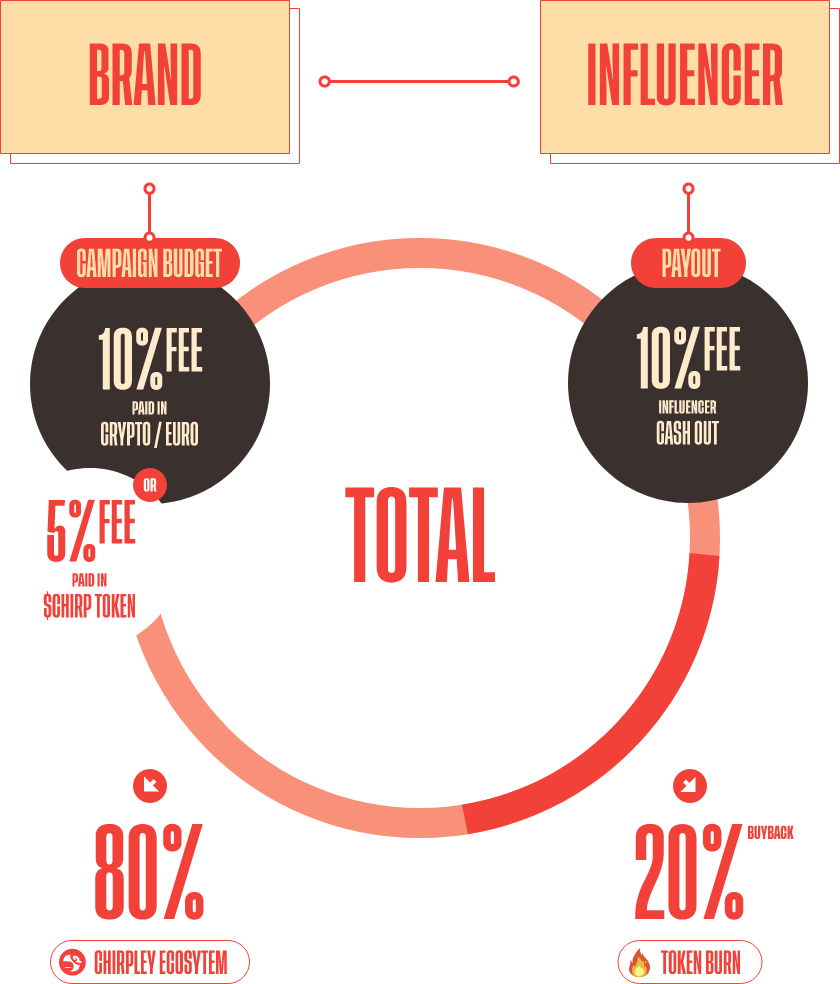 BRAND
INFLUENCER
CAMPAIGN BUDGET
10% FEE
PAID IN
CRYPTO / EURO
OR
5% FEE
PAID IN
$CHIRP TOKEN
PAYOUT
10% FEE
INFLUENCER
CASH OUT
TOTAL
80%
CHIRPLEY ECOSYTEM
20% BUYBACK
TOKEN BURN